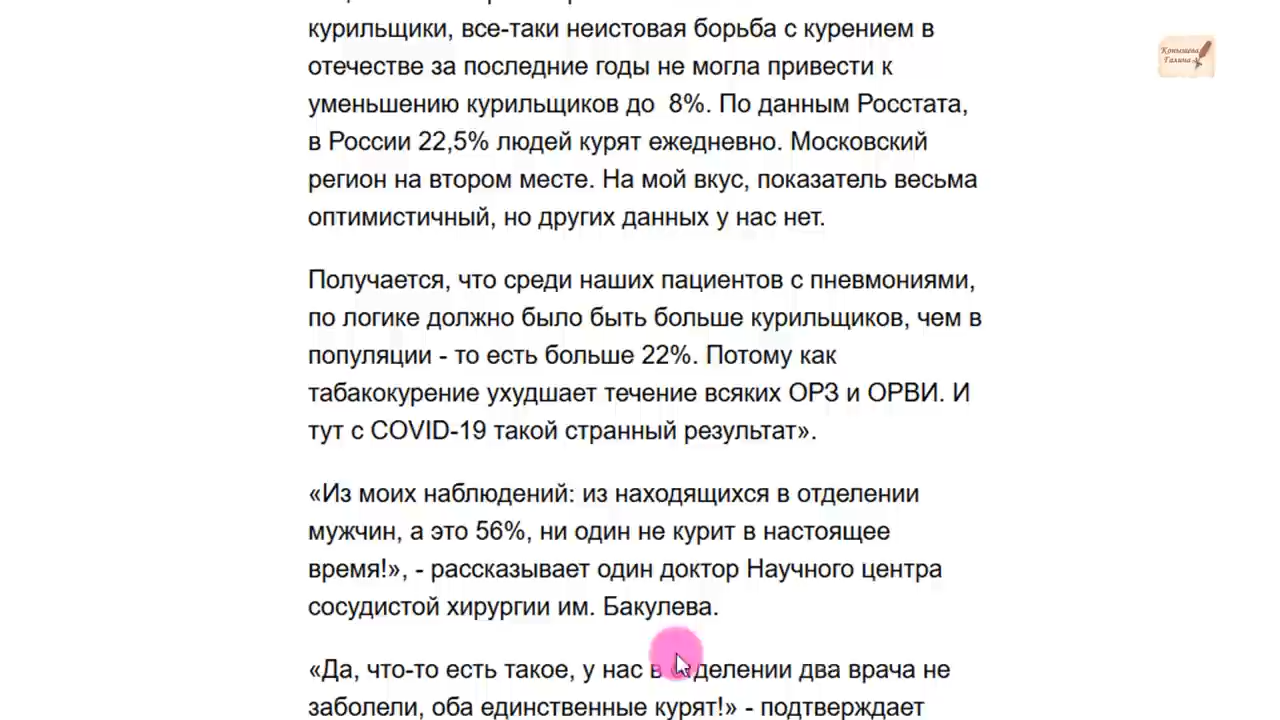 курильщики, все-таки неистовая борьба с курением в
отечестве за последние годы не могла привести к
уменьшению курильщиков до  8%. По данным Росстата,
в России 22,5% людей курят ежедневно. Московский
регион на втором месте. На мой вкус, показатель весьма
оптимистичный, но других данных у нас нет.
Получается, что среди наших пациентов с пневмониями,
по логике должно было быть больше курильщиков, чем в
популяции - то есть больше 22%. Потому как
табакокурение ухудшает течение всяких ОРЗ и ОРВИ. И
тут с COVID-19 такой странный результат».
«Из моих наблюдений: из находящихся в отделении
мужчин, а это 56%, ни один не курит в настоящее
время!», - рассказывает один доктор Научного центра
сосудистой хирургии им. Бакулева.
«Да, что-то есть такое, у нас в отделении два врача не
заболели, оба единственные курят!» - подтверждает
Копышева
Галина